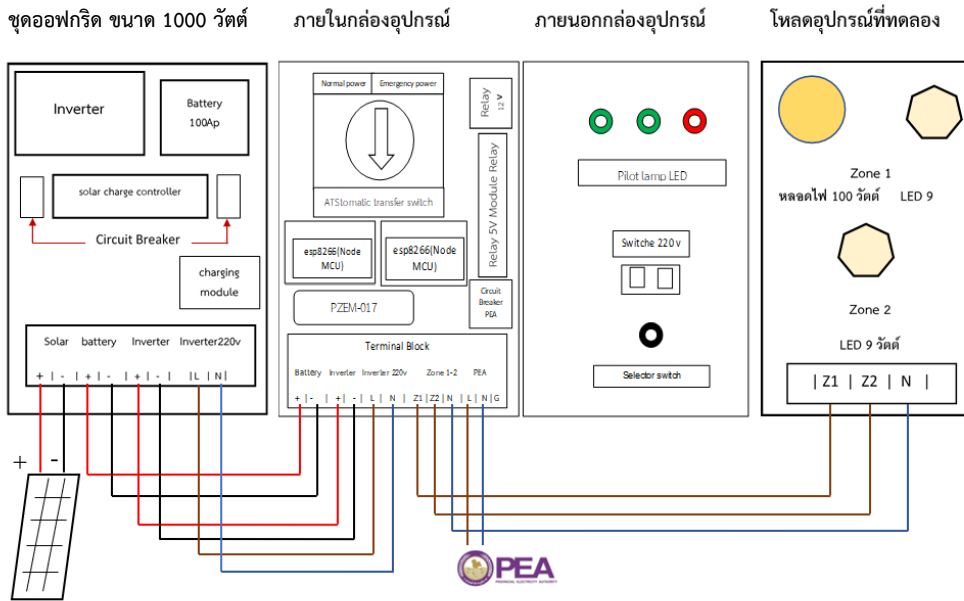 ชุดออฟกริด ขนาด 1000 วัตต์
ภายในกล่องอุปกรณ์
ภายนอกกล่องอุปกรณ์
โหลดอุปกรณ์ที่ทดลอง
Inverter
Battery
100Ap
solar charge controller
Circuit Breaker
charging
module
Solar battery Inverter Inverter220v
+ | - | + | - | + | - | | L | N |
+ -
Normal power Emergency power
Relay
12 v
ATStomatic transfer switch
Relay 5V Module Relay
esp8266(Node
MCU)
esp8266(Node
MCU)
PZEM-017
Circuit
Breaker
PEA
Terminal Block
Battery Inverter Inverter 220v Zone 1-2 PEA
+ | - | | + | - | L | N | | Z1 | Z2 | N | L | N | G
Pilot lamp LED
Switche 220 v
Selector switch
Zone 1
หลอดไฟ 100 วัตต์ LED 9
Zone 2
LED 9 วัตต์
| Z1 | Z2 | N |
PEA
PROVINCIAL ELECTRICITY AUTHORITY